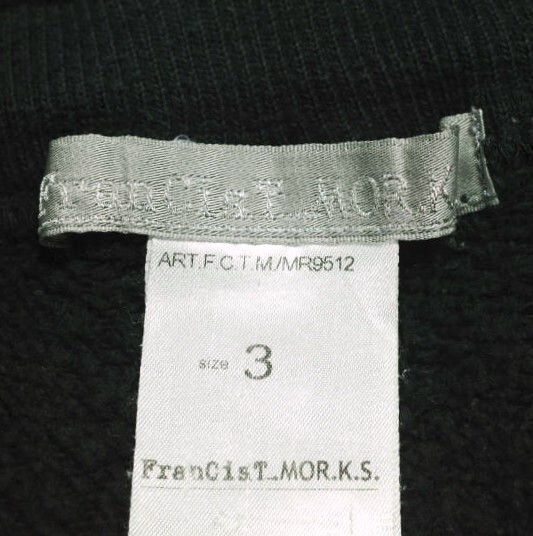 FranCisT_MOR.K.
ART.F.C.T.M./MR9512
size 3
FranCisT_MOR.K.S.